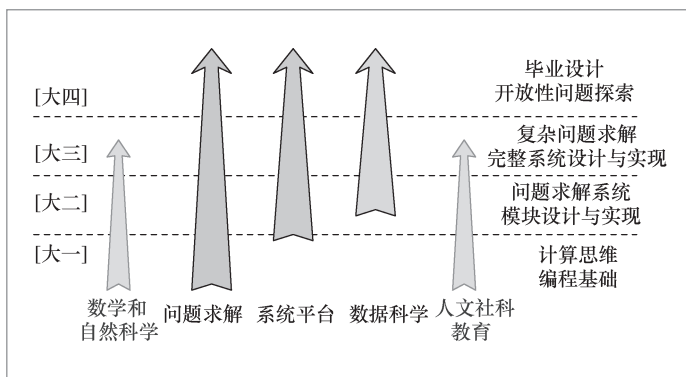 毕业设计
[大四]
开放性问题探索
复杂问题求解
[大三]
完整系统设计与实现
问题求解系统
[大二]
模块设计与实现
[大一]
计算思维
编程基础
数学和
自然科学
问题求解
系统平台
数据科学
人文社科
教育